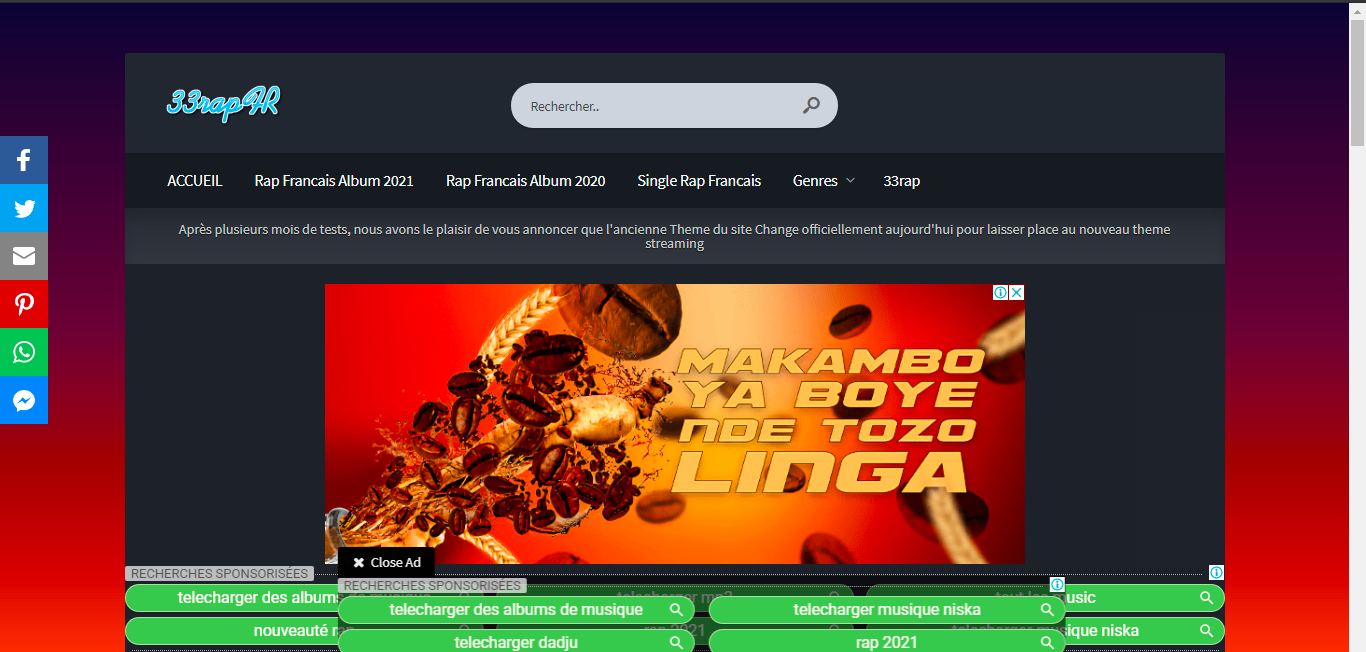 33rapFR
Rechercher..
ACCUEIL
Rap Francais Album 2021
Rap Francais Album 2020
Single Rap Francais
Genres
33rap
Après plusieurs mois de tests, nous avons le plaisir de vous annoncer que l'ancienne Theme du site Change officiellement aujourd'hui pour laisser place au nouveau theme
streaming
MAKAMBO
YA BOYE
NDE TOZO
LINGA
Close Ad
RECHERCHES SPONSORISÉES
RECHERCHES SPONSORISÉES
telecharger des albums de musique
telecharger mp3
tout les music
telecharger des albums de musique
telecharger musique niska
nouveauté rap
rap 2021
telecharger musique niska
telecharger dadju
rap 2021